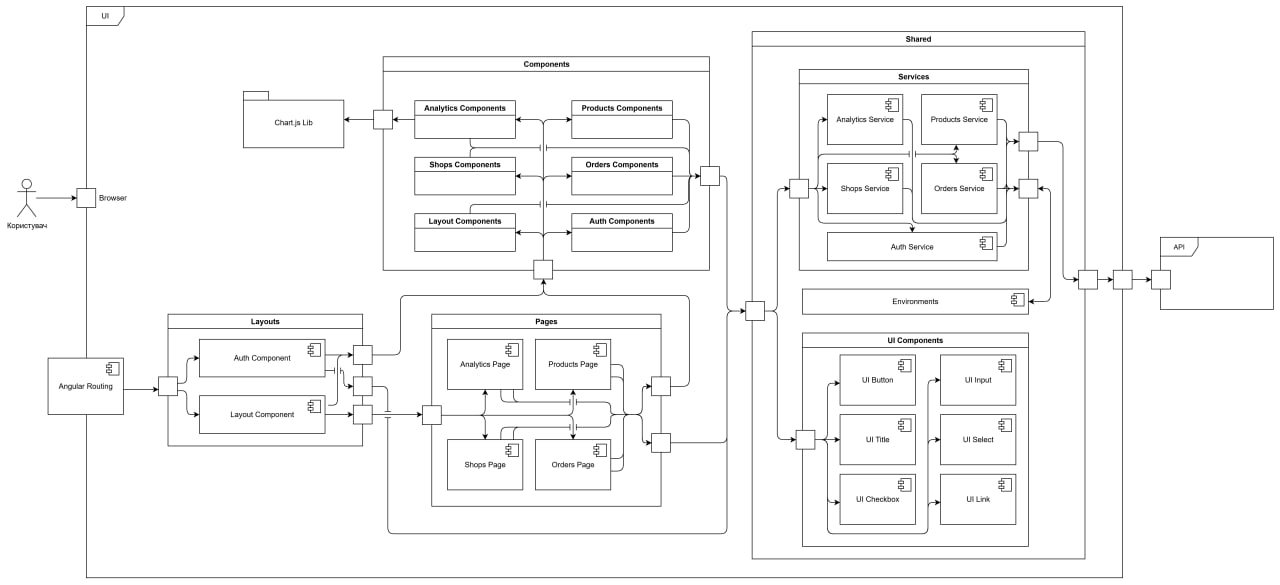 UI
Користувач
Browser
Angular Routing
Layouts
Auth Component
Layout Component
Chart.js Lib
Components
Analytics Components
Products Components
Shops Components
Orders Components
Layout Components
Auth Components
Pages
Analytics Page
Products Page
Shops Page
Orders Page
Shared
Services
Analytics Service
Products Service
Shops Service
Orders Service
Auth Service
Environments
UI Components
UI Button
UI Input
UI Title
UI Select
UI Checkbox
UI Link
API